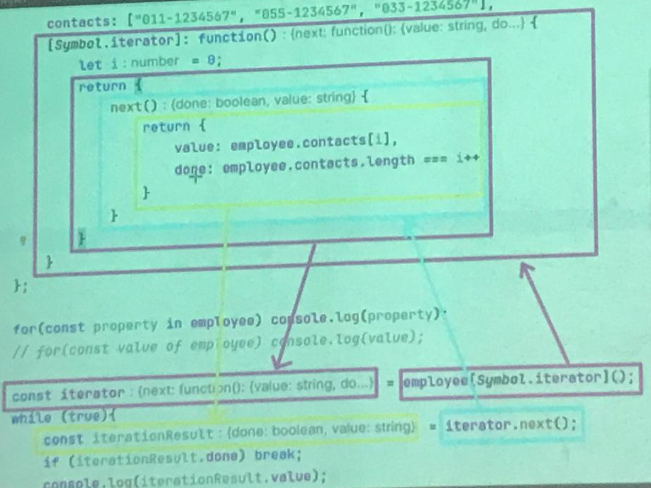 contacts: ["011-1234567", "055-1234567", "033-1234567"],
[Symbol.iterator]: function() : {next: function(): {value: string, do...} {
let i : number = 0;
return {
next() : {done: boolean, value: string} {
return {
value: employee.contacts[i],
done: employee.contacts.length === i++
}
}
}
}
};
for(const property in employee) console.log(property);
// for(const value of employee) console.log(value);
const iterator : {next: function(): {value: string, do...} = employee[Symbol.iterator]();
while (true){
const iterationResult : {done: boolean, value: string} = iterator.next();
if (iterationResult.done) break;
console.log(iterationResult.value);